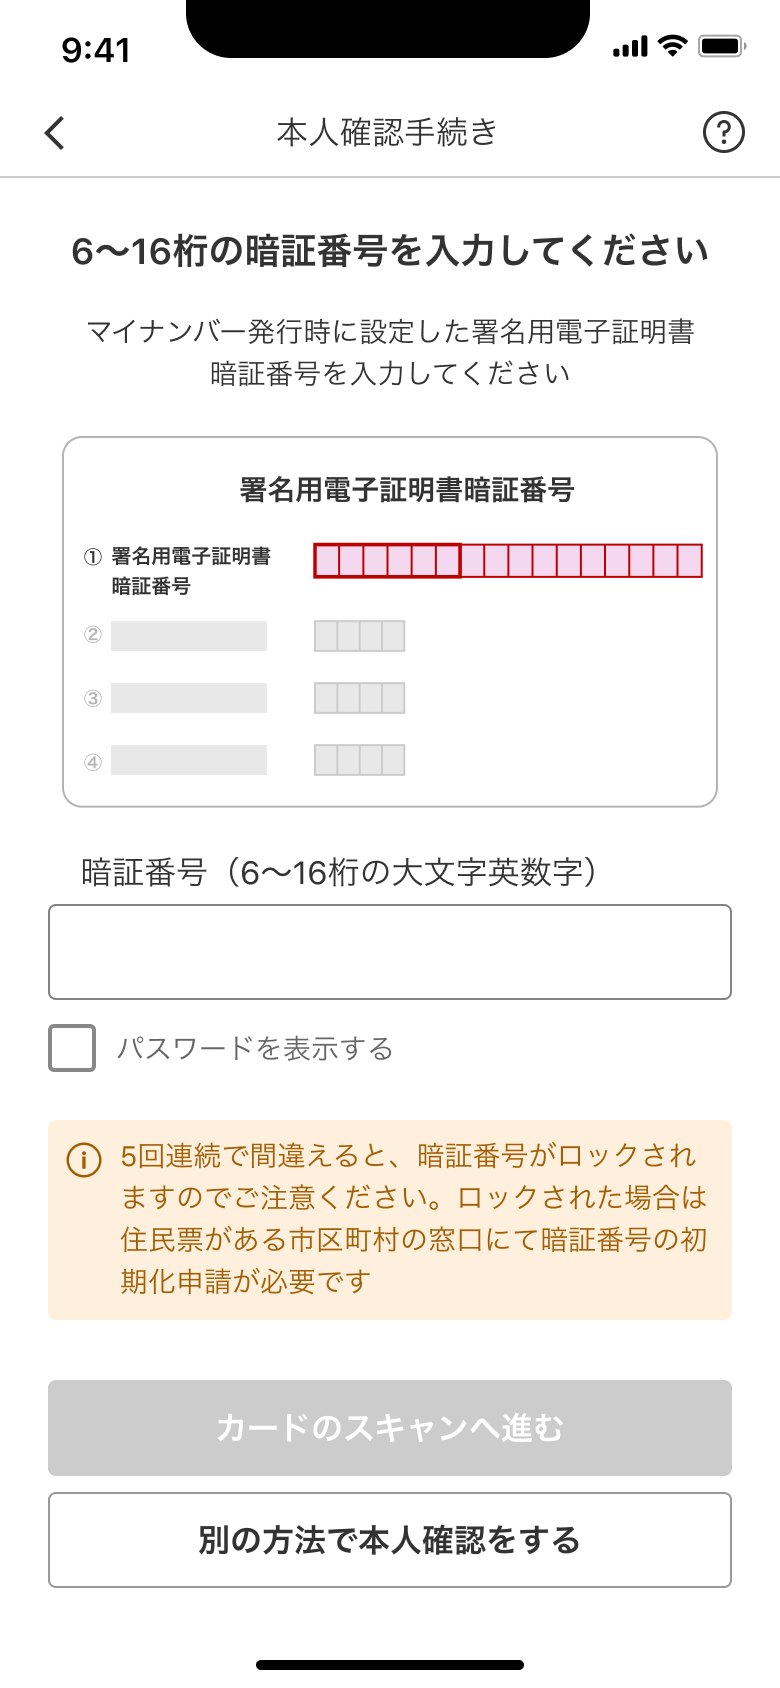 9:41
本人確認手続き
6〜16桁の暗証番号を入力してください
マイナンバー発行時に設定した署名用電子証明書
暗証番号を入力してください
署名用電子証明書暗証番号
① 署名用電子証明書
暗証番号
②
③
④
暗証番号（6〜16桁の大文字英数字）
パスワードを表示する
5回連続で間違えると、暗証番号がロックされ
ますのでご注意ください。ロックされた場合は
住民票がある市区町村の窓口にて暗証番号の初
期化申請が必要です
カードのスキャンへ進む
別の方法で本人確認をする